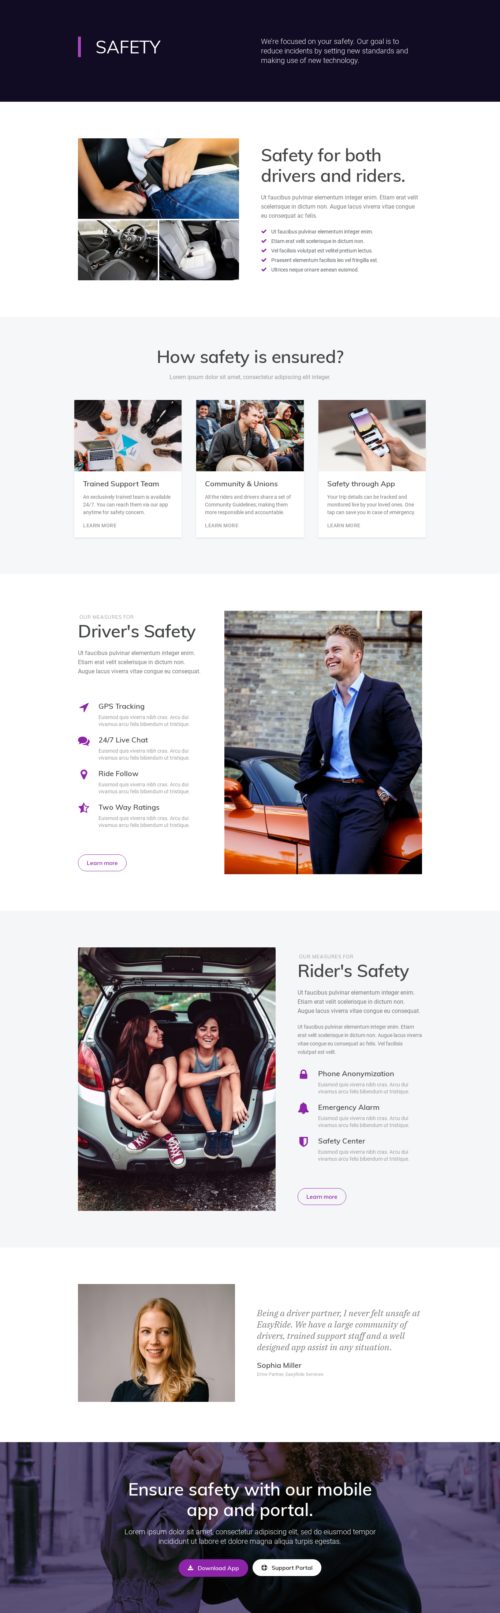 SAFETY
We're focused on your safety. Our goal is to
reduce incidents by setting new standards and
making use of new technology.
Safety for both
drivers and riders.
Ut faucibus pulvinar elementum integer enim. Etiam erat velit
scelerisque in dictum non. Augue lacus viverra vitae congue
eu consequat ac felis.
Ut faucibus pulvinar elementum integer enim.
Etiam erat velit scelerisque in dictum non.
Vel facilisis volutpat est velitit pretium lectus.
Praesent elementum facilisis leo vel fringilla est.
Ultrices neque ornare aenean euismod.
How safety is ensured?
Lorem ipsum dolor sit amet, consectetur adipiscing elit integer.
Trained Support Team
An exclusively trained team is available
24/7. You can reach them via our app
anytime for safety concern.
LEARN MORE
Community & Unions
All the riders and drivers share a set of
Community Guidelines, making them
more responsible and accountable.
LEARN MORE
Safety through App
Your trip details can be tracked and
monitored live by your loved ones. One
tap can save you in case of emergency.
LEARN MORE
OUR MEASURES FOR
Driver's Safety
Ut faucibus pulvinar elementum integer enim.
Etiam erat velit scelerisque in dictum non.
Augue lacus viverra vitae congue eu consequat.
GPS Tracking
Euismod quis viverra nibh cras. Arcu dui
vivamus arcu felis bibendum ut tristique.
24/7 Live Chat
Euismod quis viverra nibh cras. Arcu dui
vivamus arcu felis bibendum ut tristique.
Ride Follow
Euismod quis viverra nibh cras. Arcu dui
vivamus arcu felis bibendum ut tristique.
Two Way Ratings
Euismod quis viverra nibh cras. Arcu dui
vivamus arcu felis bibendum ut tristique.
Learn more
OUR MEASURES FOR
Rider's Safety
Ut faucibus pulvinar elementum integer enim.
Etiam erat velit scelerisque in dictum non.
Augue lacus viverra vitae congue eu consequat.
Ut faucibus pulvinar elementum integer enim. Etiam
erat velit scelerisque in dictum non. Augue lacus viverra
vitae congue eu consequat ac felis. Vel facilisis
volutpat est velit.
Phone Anonymization
Euismod quis viverra nibh cras. Arcu dui
vivamus arcu felis bibendum ut tristique.
Emergency Alarm
Euismod quis viverra nibh cras. Arcu dui
vivamus arcu felis bibendum ut tristique.
Safety Center
Euismod quis viverra nibh cras. Arcu dui
vivamus arcu felis bibendum ut tristique.
Learn more
Being a driver partner, I never felt unsafe at
EasyRide. We have a large community of
drivers, trained support staff and a well
designed app assist in any situation.
Sophia Miller
Driver Partner, EasyRide Services
Ensure safety with our mobile
app and portal.
Lorem ipsum dolor sit amet, consectetur adipiscing elit, sed do eiusmod tempor
incididunt ut labore et dolore magna aliqua turpis egestas.
Download App
Support Portal